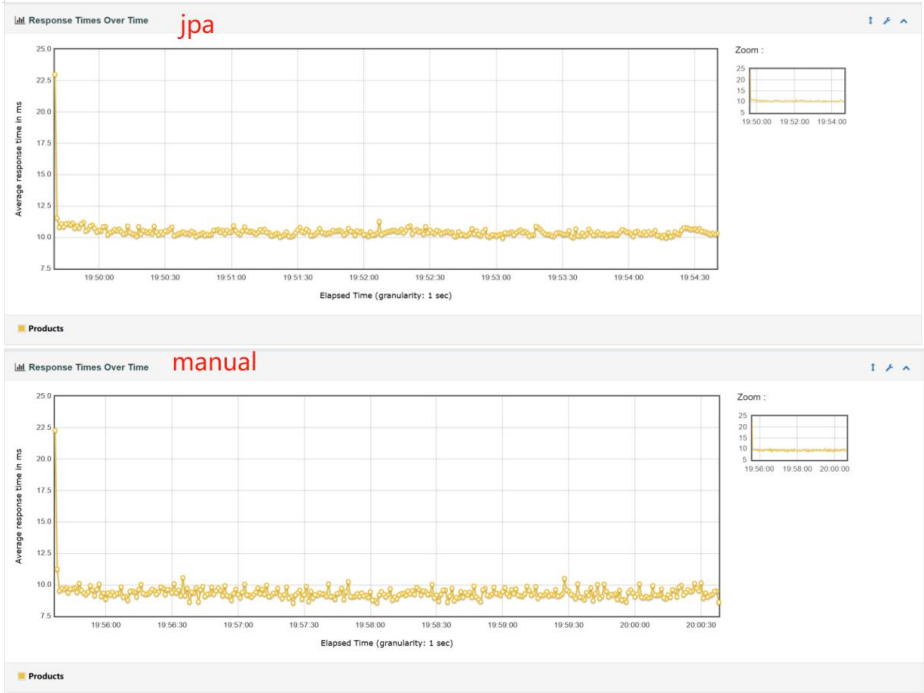 Response Times Over Time
jpa
Zoom :
25.0
22.5
20.0
17.5
15.0
12.5
10.0
7.5
Average response time in ms
19:50:00 19:50:30 19:51:00 19:51:30 19:52:00 19:52:30 19:53:00 19:53:30 19:54:00 19:54:30
Elapsed Time (granularity: 1 sec)
25
20
15
10
5
19:50:00 19:52:00 19:54:00
Products
Response Times Over Time
manual
Zoom :
25.0
22.5
20.0
17.5
15.0
12.5
10.0
7.5
Average response time in ms
19:56:00 19:56:30 19:57:00 19:57:30 19:58:00 19:58:30 19:59:00 19:59:30 20:00:00 20:00:30
Elapsed Time (granularity: 1 sec)
25
20
15
10
5
19:56:00 19:58:00 20:00:00
Products